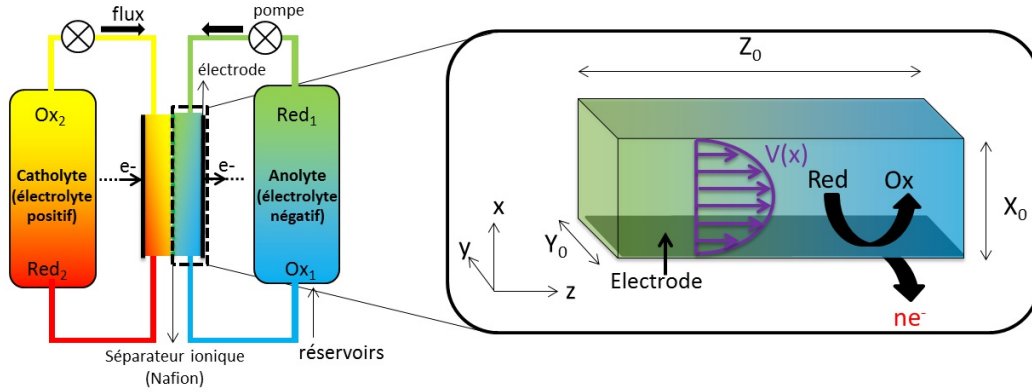 flux
pompe
électrode
Ox2
Red1
e-
e-
Catholyte
(électrolyte
positif)
Anolyte
(électrolyte
négatif)
Red2
Ox1
Séparateur ionique
(Nafion)
réservoirs
Z0
V(x)
Red
Ox
X0
x
y
z
Y0
Electrode
ne-